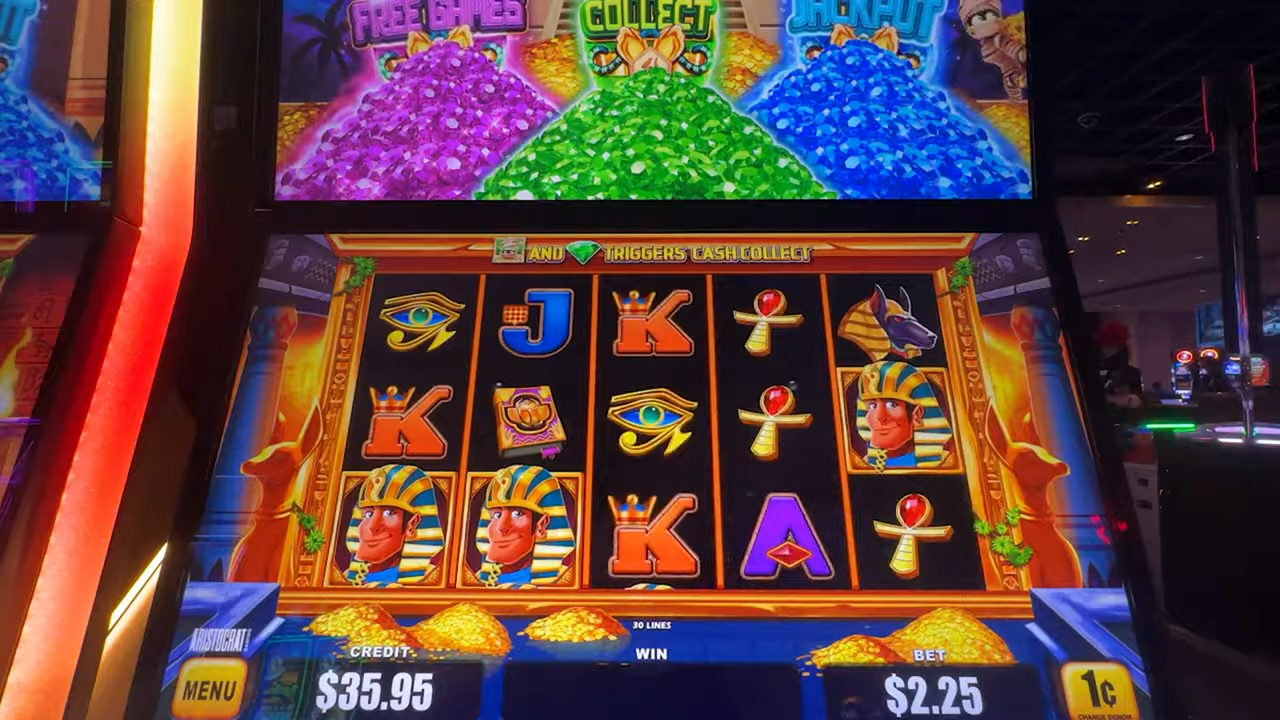 FREE GAMES
COLLECT
JACKPOT
AND TRIGGERS CASH COLLECT
J
K
K
K
A
30 LINES
ARISTOCRAT
CREDIT
WIN
BET
MENU
$35.95
$2.25
1¢